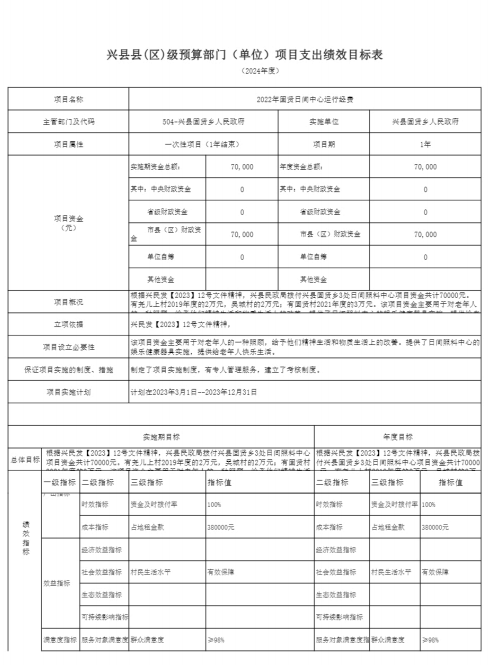 兴县县(区)级预算部门（单位）项目支出绩效目标表
（2024年度）
项目名称 2022年固贤日间中心运行经费
主管部门及代码 504-兴县固贤乡人民政府 实施单位 兴县固贤乡人民政府
项目属性 一次性项目（1年结束） 项目期 1年
项目资金（元）
实施期资金总额： 70,000 年度资金总额： 70,000
其中：中央财政资金 0 其中：中央财政资金 0
省级财政资金 0 省级财政资金 0
市县（区）财政资金 70,000 市县（区）财政资金 70,000
单位自筹 0 单位自筹 0
其他资金 其他资金
项目概况 根据兴民发【2023】12号文件精神，兴县民政局拨付兴县固贤乡3处日间照料中心项目资金共计70000元。
有尧儿上村2019年度的2万元，吴城村的2万元；有固贤村2021年度的3万元。该项目资金主要用于对老年人
立项依据 兴民发【2023】12号文件精神，
项目设立必要性 该项目资金主要用于对老年人的一种照顾，给予他们精神生活和物质生活上的改善。提供了日间照料中心的
娱乐健康器具实施，提供给老年人快乐生活。
保证项目实施的制度、措施 制定了项目实施制度，有专人管理服务，建立了考核制度。
项目实施计划 计划在2023年3月1日--2023年12月31日
实施期目标 年度目标
总体目标 根据兴民发【2023】12号文件精神，兴县民政局拨付兴县固贤乡3处日间照料中心项目资金共计70000元。有尧儿上村2019年度的2万元，吴城村的2万元；有固贤村
根据兴民发【2023】12号文件精神，兴县民政局拨付兴县固贤乡3处日间照料中心项目资金共计70000
绩效指标
一级指标 二级指标 三级指标 指标值 二级指标 三级指标 指标值
时效指标 资金及时拨付率 100% 时效指标 资金及时拨付率 100%
成本指标 占地租金款 380000元 成本指标 占地租金款 380000元
效益指标
经济效益指标 经济效益指标
社会效益指标 村民生活水平 有效保障 社会效益指标 村民生活水平 有效保障
生态效益指标 生态效益指标
可持续影响指标 可持续影响指标
满意度指标 服务对象满意度 群众满意度 ≥98% 服务对象满意度指 群众满意度 ≥98%